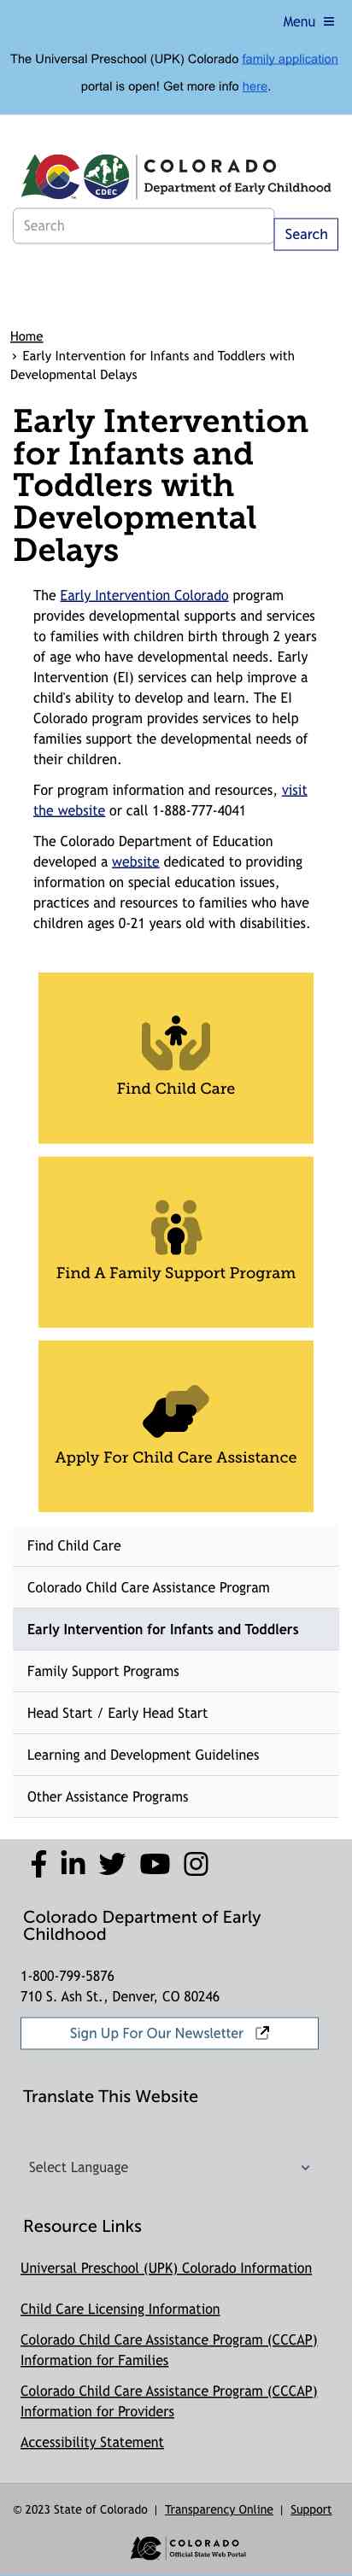 Menu
The Universal Preschool (UPK) Colorado family application
portal is open! Get more info here.
COLORADO
CDEC
Department of Early Childhood
Search
Search
Home
› Early Intervention for Infants and Toddlers with
Developmental Delays
Early Intervention
for Infants and
Toddlers with
Developmental
Delays
The Early Intervention Colorado program
provides developmental supports and services
to families with children birth through 2 years
of age who have developmental needs. Early
Intervention (EI) services can help improve a
child's ability to develop and learn. The EI
Colorado program provides services to help
families support the developmental needs of
their children.
For program information and resources, visit
the website or call 1-888-777-4041
The Colorado Department of Education
developed a website dedicated to providing
information on special education issues,
practices and resources to families who have
children ages 0-21 years old with disabilities.
Find Child Care
Find A Family Support Program
Apply For Child Care Assistance
Find Child Care
Colorado Child Care Assistance Program
Early Intervention for Infants and Toddlers
Family Support Programs
Head Start / Early Head Start
Learning and Development Guidelines
Other Assistance Programs
Colorado Department of Early
Childhood
1-800-799-5876
710 S. Ash St., Denver, CO 80246
Sign Up For Our Newsletter
Translate This Website
Select Language
Resource Links
Universal Preschool (UPK) Colorado Information
Child Care Licensing Information
Colorado Child Care Assistance Program (CCCAP)
Information for Families
Colorado Child Care Assistance Program (CCCAP)
Information for Providers
Accessibility Statement
© 2023 State of Colorado | Transparency Online | Support
COLORADO
Official State Web Portal